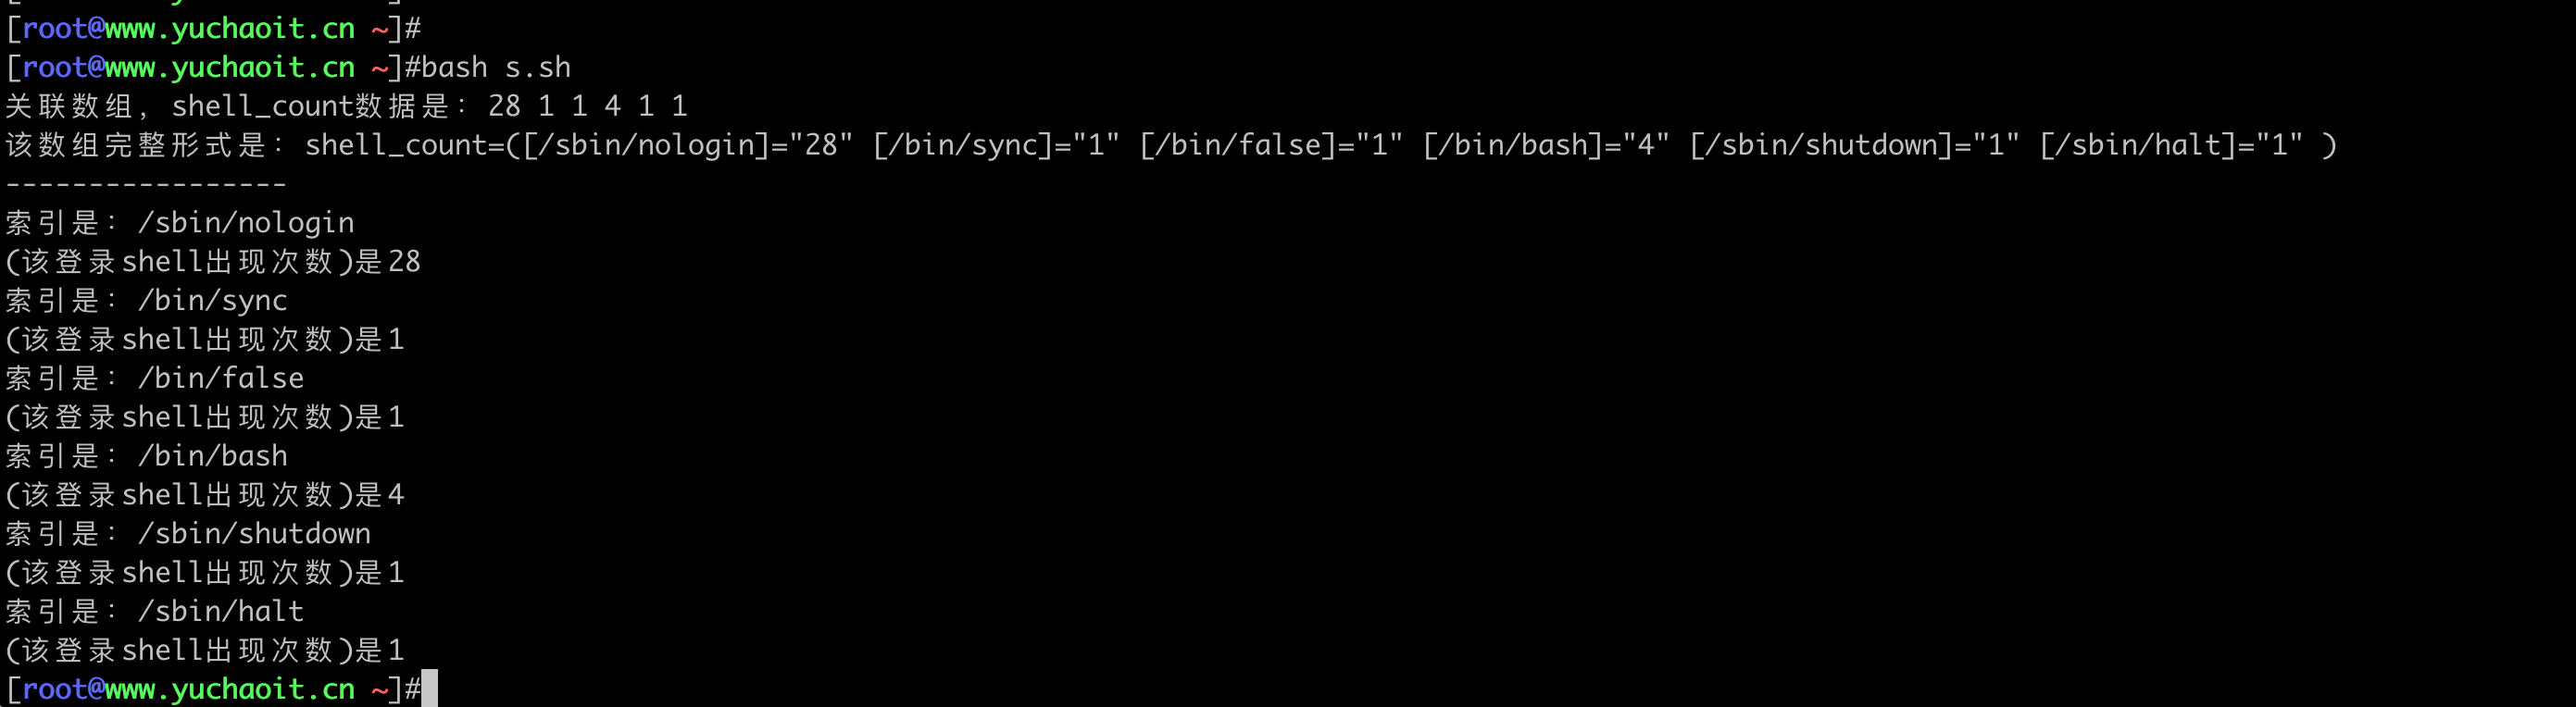 [root@www.yuchaoit.cn ~]#
[root@www.yuchaoit.cn ~]#bash s.sh
关联数组，shell_count数据是：28 1 1 4 1 1
该数组完整形式是：shell_count=([/sbin/nologin]="28" [/bin/sync]="1" [/bin/false]="1" [/bin/bash]="4" [/sbin/shutdown]="1" [/sbin/halt]="1" )
-----------------
索引是：/sbin/nologin
(该登录shell出现次数)是28
索引是：/bin/sync
(该登录shell出现次数)是1
索引是：/bin/false
(该登录shell出现次数)是1
索引是：/bin/bash
(该登录shell出现次数)是4
索引是：/sbin/shutdown
(该登录shell出现次数)是1
索引是：/sbin/halt
(该登录shell出现次数)是1
[root@www.yuchaoit.cn ~]#